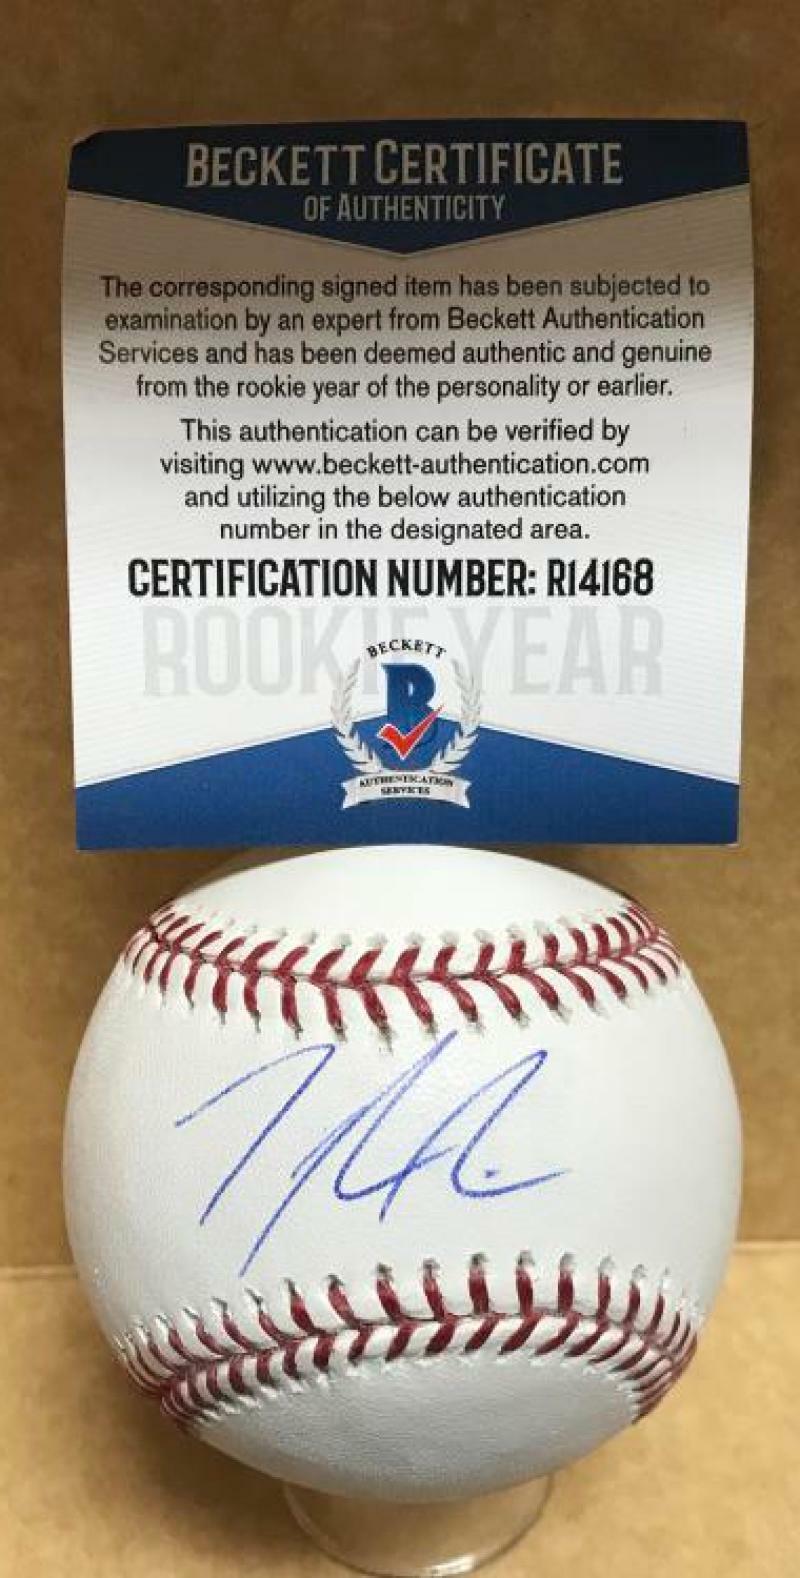 BECKETT CERTIFICATE
OF AUTHENTICITY
The corresponding signed item has been subjected to
examination by an expert from Beckett Authentication
Services and has been deemed authentic and genuine
from the rookie year of the personality or earlier.
This authentication can be verified by
visiting www.beckett-authentication.com
and utilizing the below authentication
number in the designated area.
CERTIFICATION NUMBER: R14168
ROOKIE YEAR
BECKETT
B
AUTHENTICATION
SERVICES